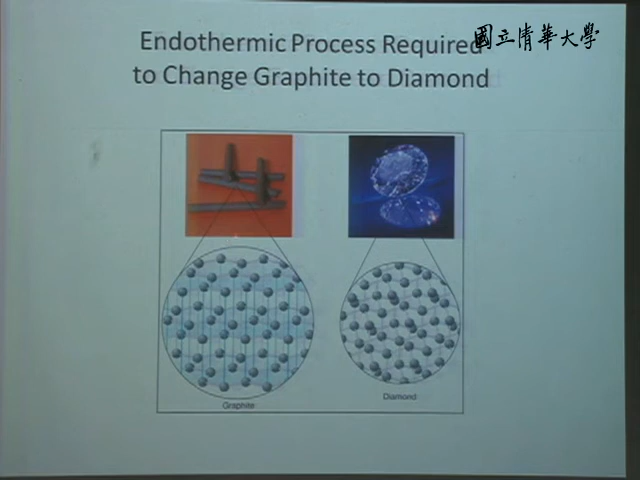 Endothermic Process Required
國立清華大學
to Change Graphite to Diamond
Graphite
Diamond